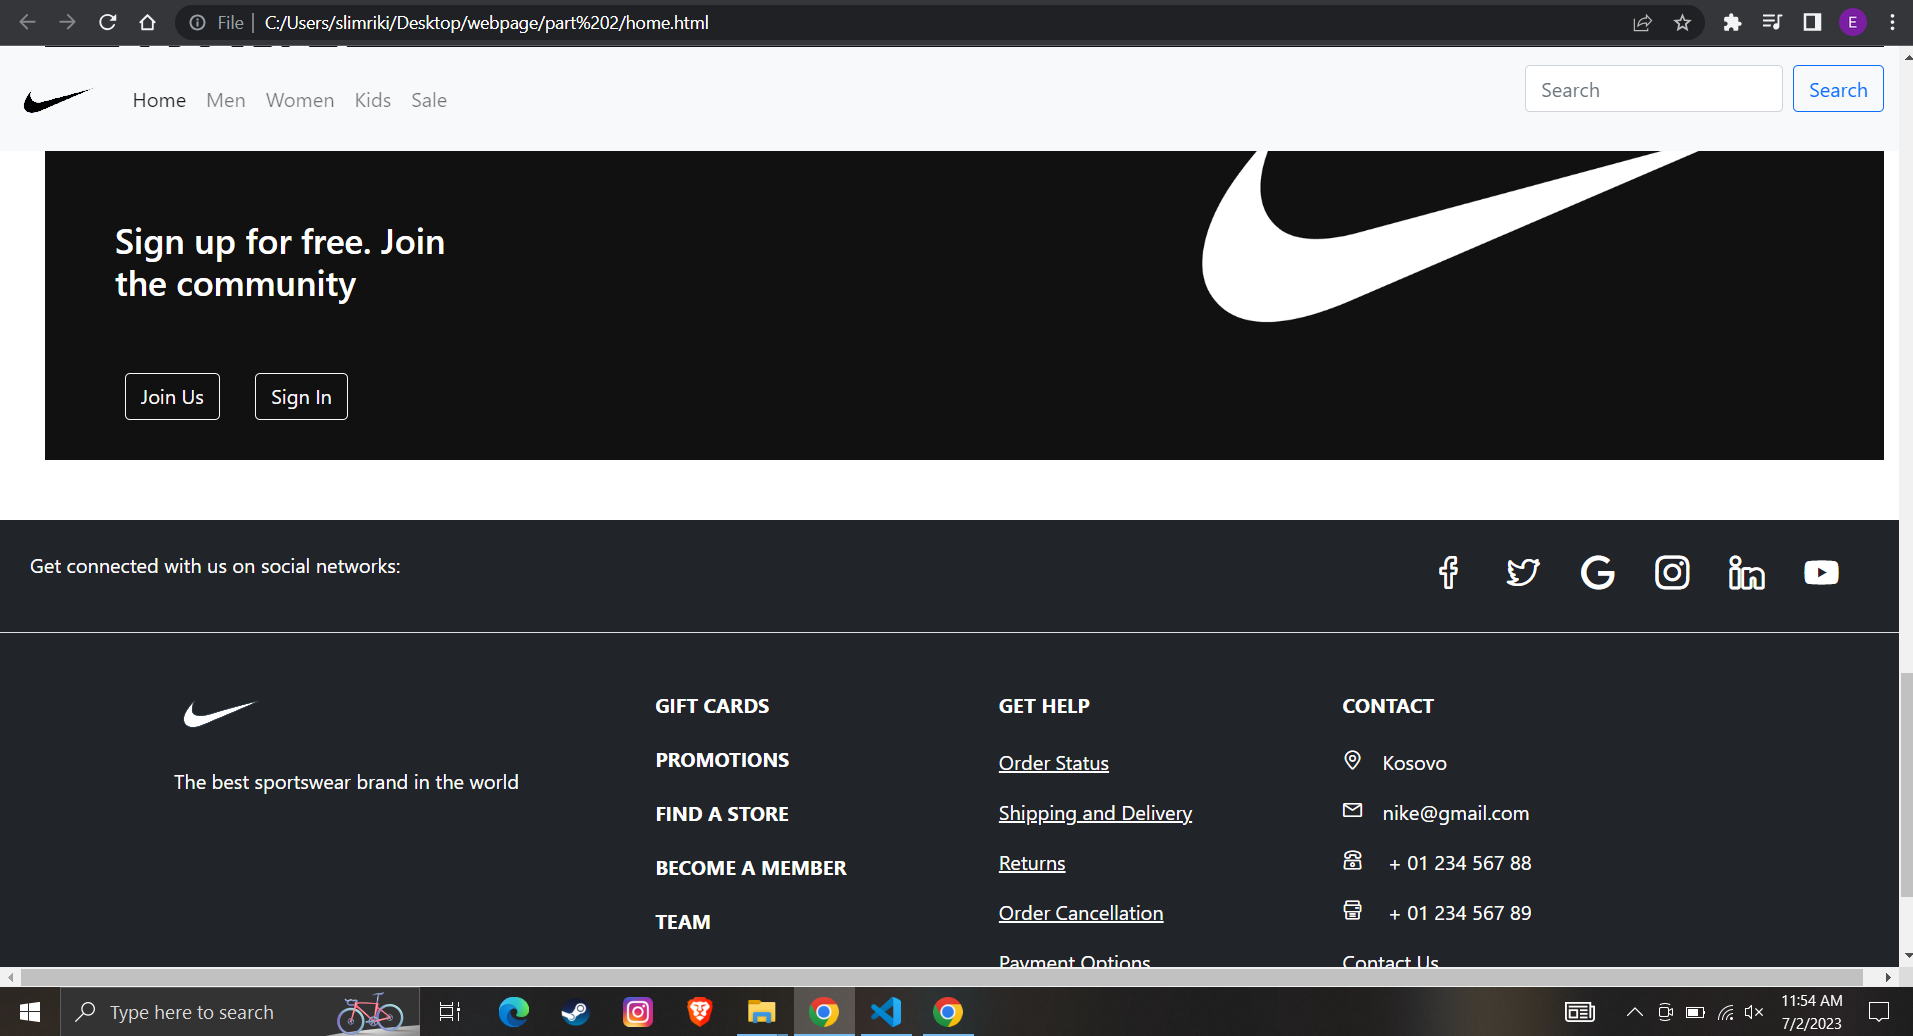 File | C:/Users/slimriki/Desktop/webpage/part%202/home.html
E
Home Men Women Kids Sale
Search
Search
Sign up for free. Join
the community
Join Us
Sign In
Get connected with us on social networks:
The best sportswear brand in the world
GIFT CARDS
PROMOTIONS
FIND A STORE
BECOME A MEMBER
TEAM
GET HELP
Order Status
Shipping and Delivery
Returns
Order Cancellation
Payment Options
CONTACT
Kosovo
nike@gmail.com
+ 01 234 567 88
+ 01 234 567 89
Contact Us
Type here to search
11:54 AM
7/2/2023